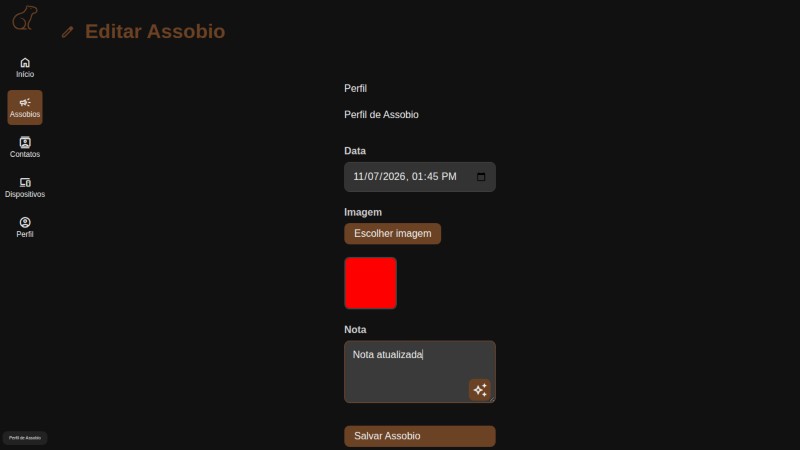 Editar Assobio
Início
Assobios
Contatos
Dispositivos
Perfil
Perfil
Perfil de Assobio
Data
11/07/2026, 01:45 PM
Imagem
Escolher imagem
Nota
Nota atualizada
Salvar Assobio
Perfil de Assobio